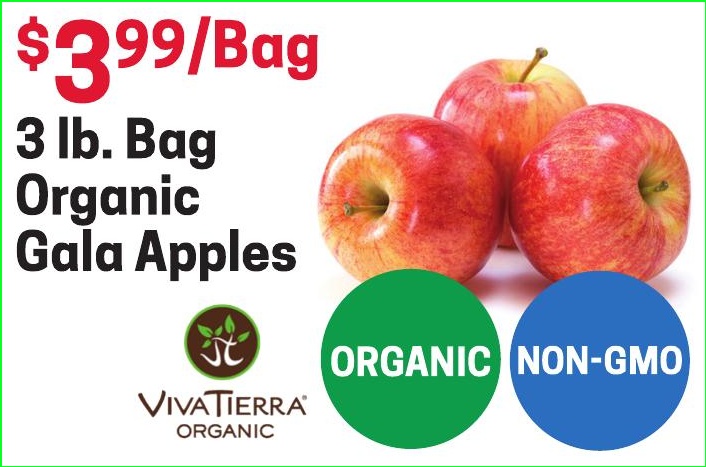 $3.99/Bag
3 lb. Bag
Organic
Gala Apples
VIVATIERRA®
ORGANIC
ORGANIC
NON-GMO